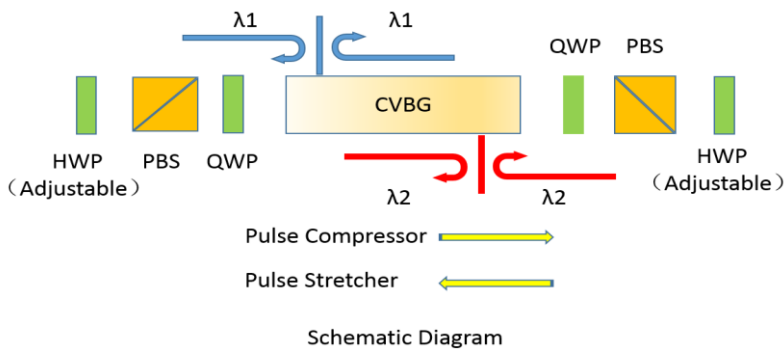 λ1 λ1
QWP PBS
CVBG
HWP
（Adjustable）
PBS QWP
HWP
（Adjustable）
λ2 λ2
Pulse Compressor
Pulse Stretcher
Schematic Diagram